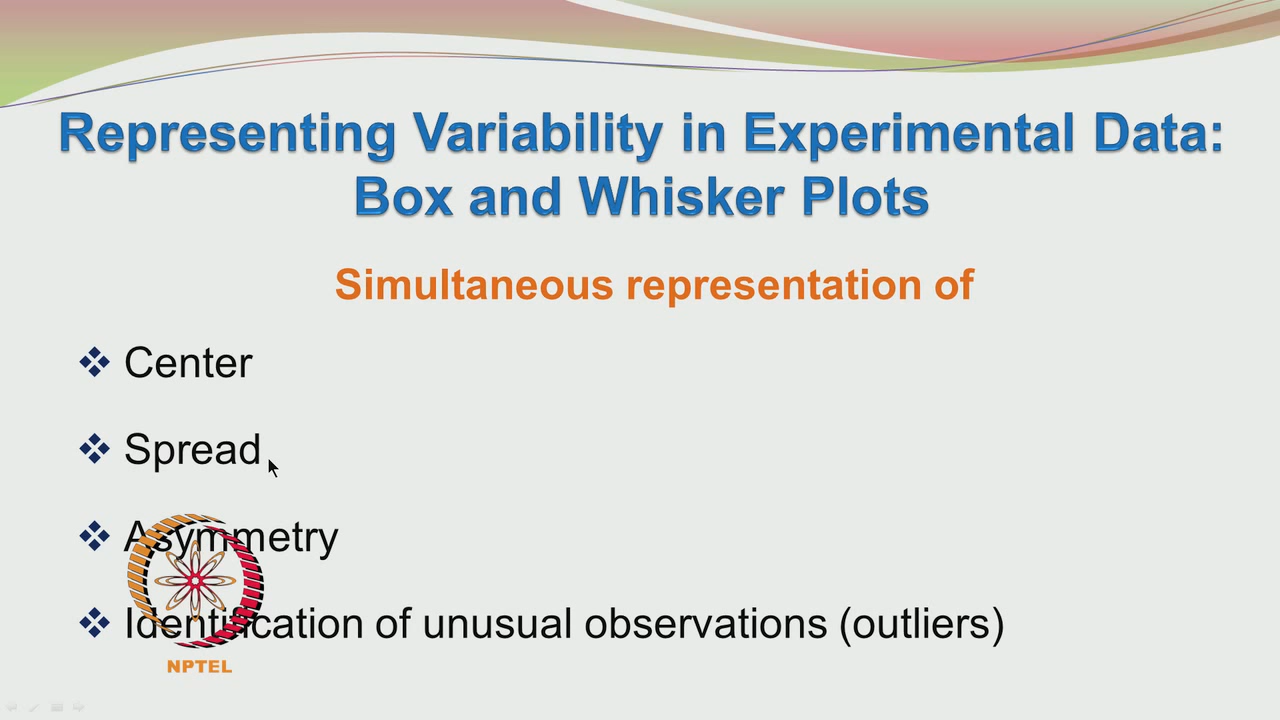 Representing Variability in Experimental Data:
Box and Whisker Plots
Simultaneous representation of
Center
Spread
Asymmetry
Identification of unusual observations (outliers)
NPTEL